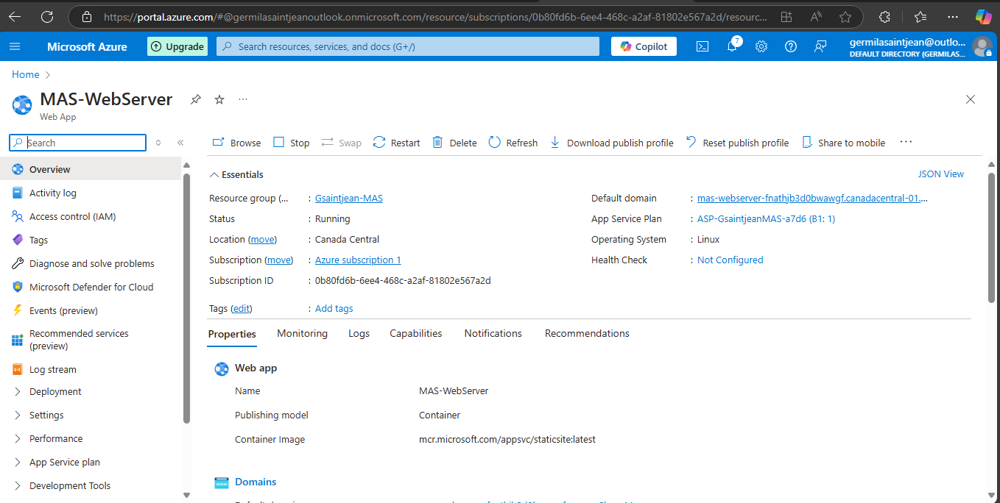 https://portal.azure.com/#@germilasaintjeanoutlook.onmicrosoft.com/resource/subscriptions/0b80fd6b-6ee4-468c-a2af-81802e567a2d/resourc...
Microsoft Azure
Upgrade
Search resources, services, and docs (G+/)
Copilot
7
germilasaintjean@outlo...
DEFAULT DIRECTORY (GERMILAS...
Home
MAS-WebServer
...
Web App
Search
Browse
Stop
Swap
Restart
Delete
Refresh
Download publish profile
Reset publish profile
Share to mobile
...
Overview
Activity log
Access control (IAM)
Tags
Diagnose and solve problems
Microsoft Defender for Cloud
Events (preview)
Recommended services
(preview)
Log stream
Deployment
Settings
Performance
App Service plan
Development Tools
Essentials
JSON View
Resource group (... : Gsaintjean-MAS
Status : Running
Location (move) : Canada Central
Subscription (move) : Azure subscription 1
Subscription ID : 0b80fd6b-6ee4-468c-a2af-81802e567a2d
Tags (edit) : Add tags
Default domain : mas-webserver-fnathjb3d0bwawgf.canadacentral-01....
App Service Plan : ASP-GsaintjeanMAS-a7d6 (B1: 1)
Operating System : Linux
Health Check : Not Configured
Properties
Monitoring
Logs
Capabilities
Notifications
Recommendations
Web app
Name MAS-WebServer
Publishing model Container
Container Image mcr.microsoft.com/appsvc/staticsite:latest
Domains